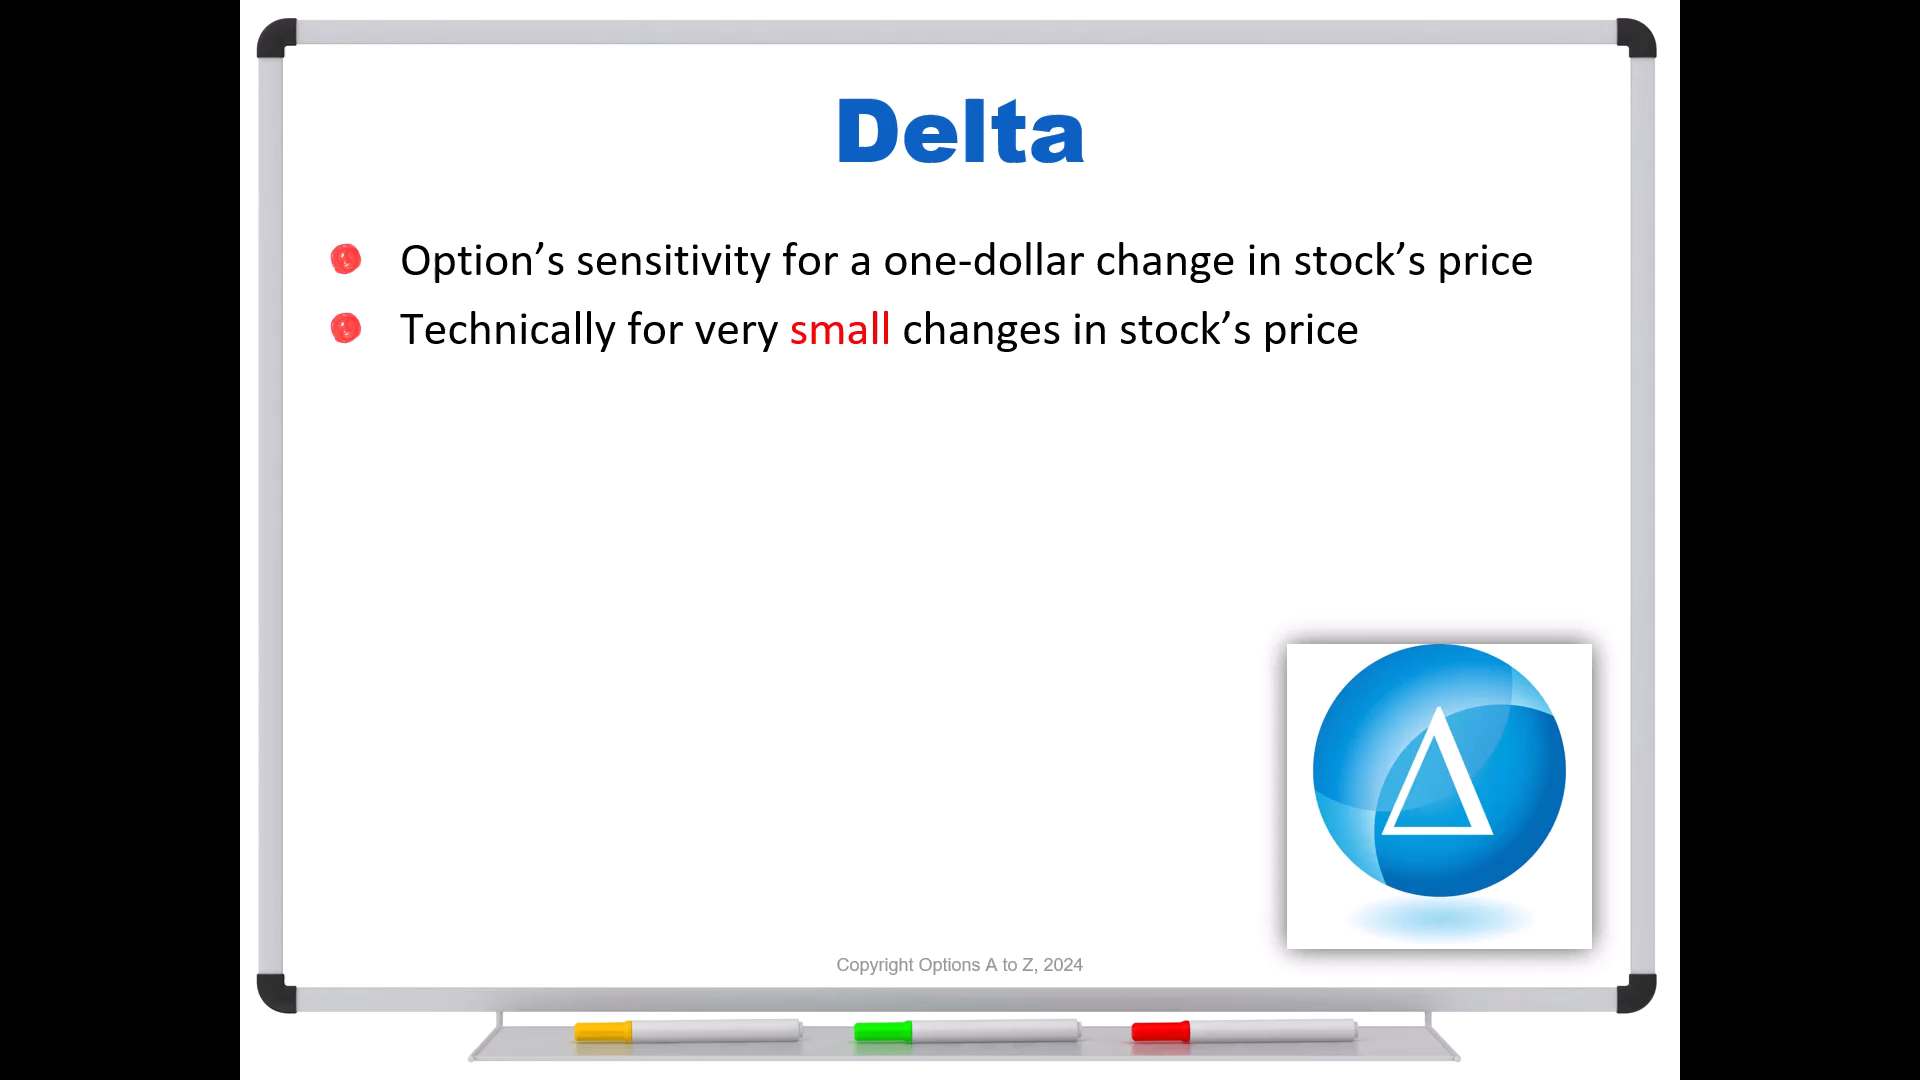 Delta
Option’s sensitivity for a one-dollar change in stock’s price
Technically for very small changes in stock’s price
Δ
Copyright Options A to Z, 2024